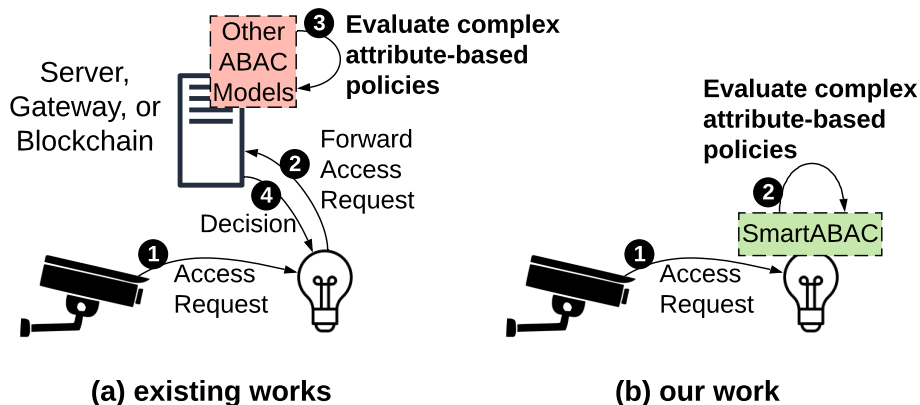 Server,
Gateway, or
Blockchain
Other
ABAC
Models
3
Evaluate complex
attribute-based
policies
2
Forward
Access
Request
4
Decision
1
Access
Request
(a) existing works
Evaluate complex
attribute-based
policies
2
SmartABAC
1
Access
Request
(b) our work